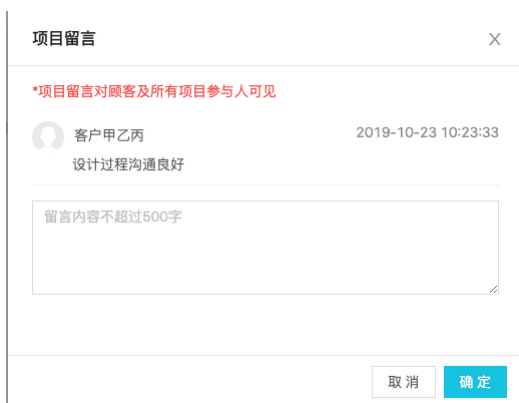 项目留言
*项目留言对顾客及所有项目参与人可见
客户甲乙丙 2019-10-23 10:23:33
设计过程沟通良好
留言内容不超过500字
取 消 确 定